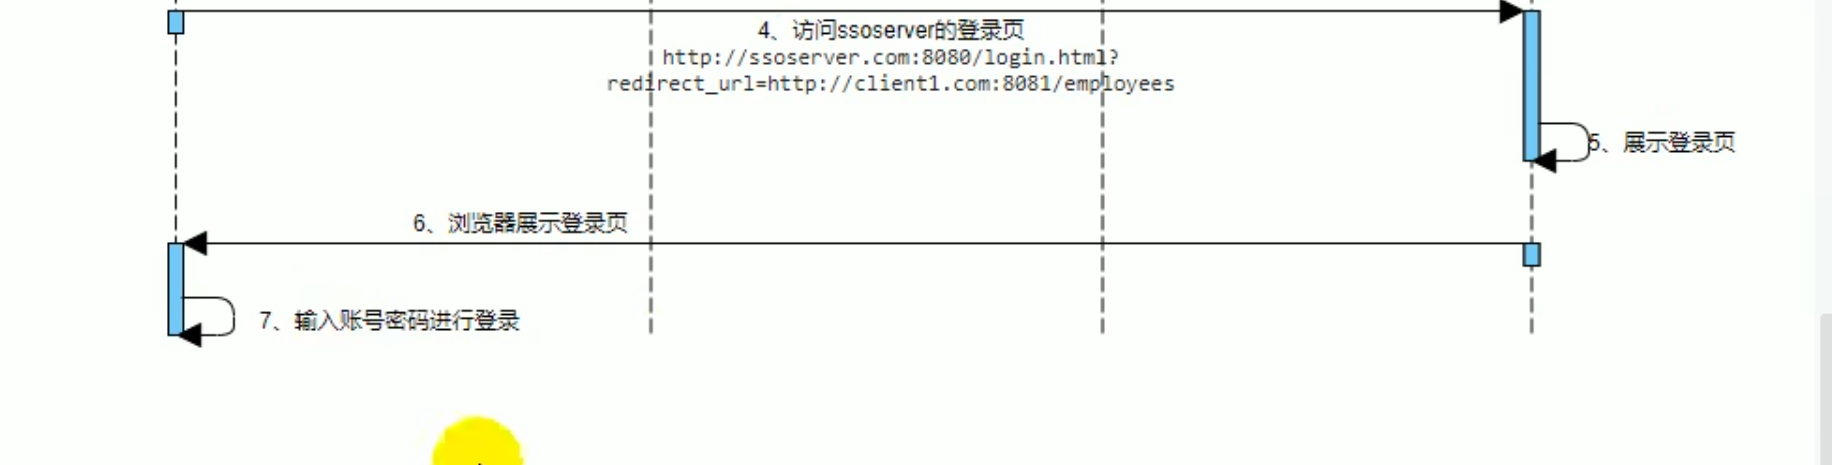 4、访问ssoserver的登录页
http://ssoserver.com:8080/login.html?
redirect_url=http://client1.com:8081/employees
5、展示登录页
6、浏览器展示登录页
7、输入账号密码进行登录